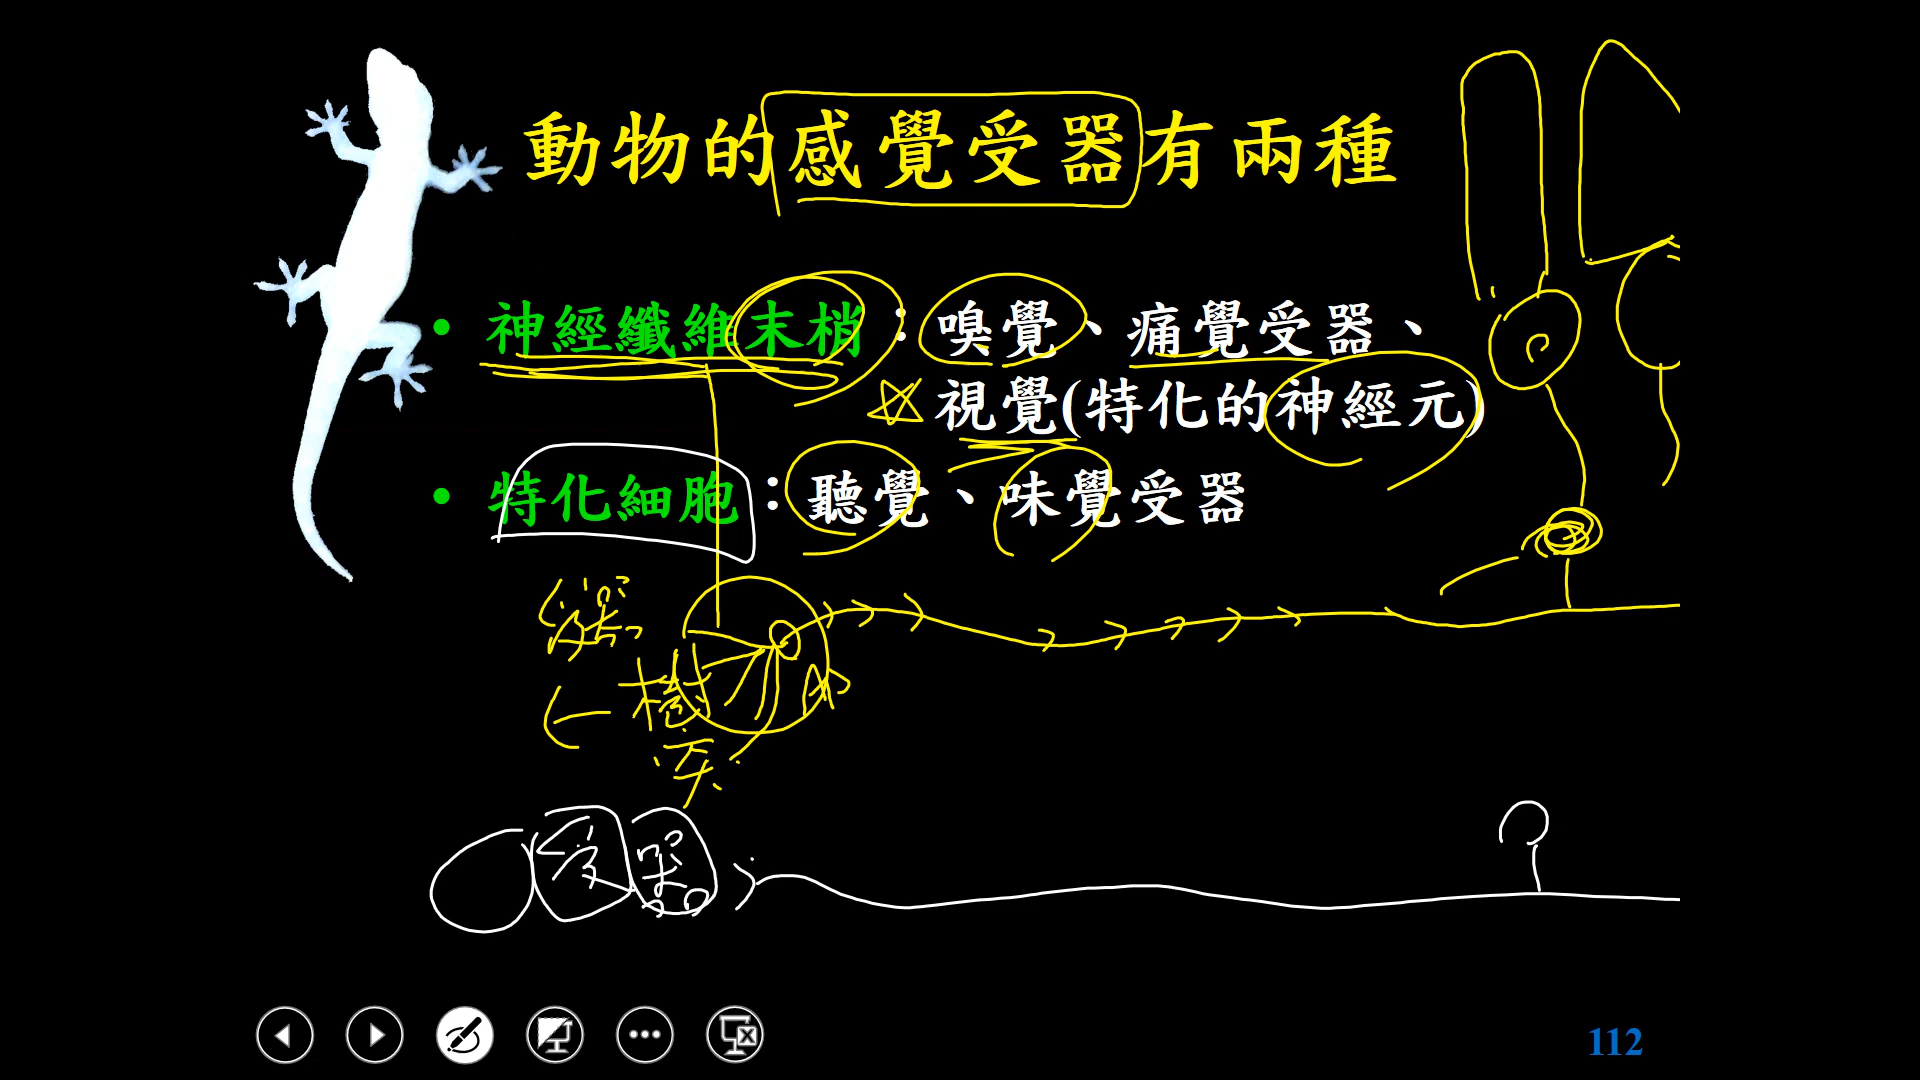 動物的感覺受器有兩種
• 神經纖維末梢：嗅覺、痛覺受器、
視覺(特化的神經元)
• 特化細胞：聽覺、味覺受器
受器
樹突
受器
112